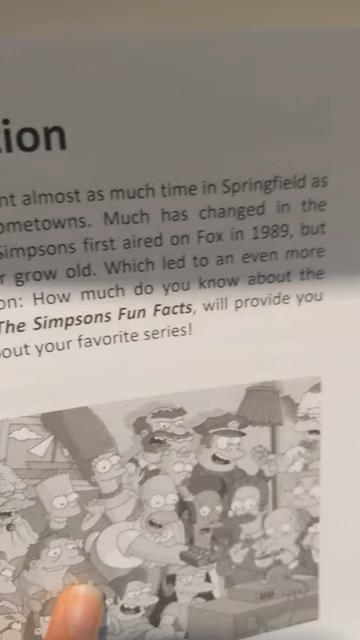 tion
nt almost as much time in Springfield as
ometowns. Much has changed in the
Simpsons first aired on Fox in 1989, but
r grow old. Which led to an even more
on: How much do you know about the
The Simpsons Fun Facts, will provide you
out your favorite series!